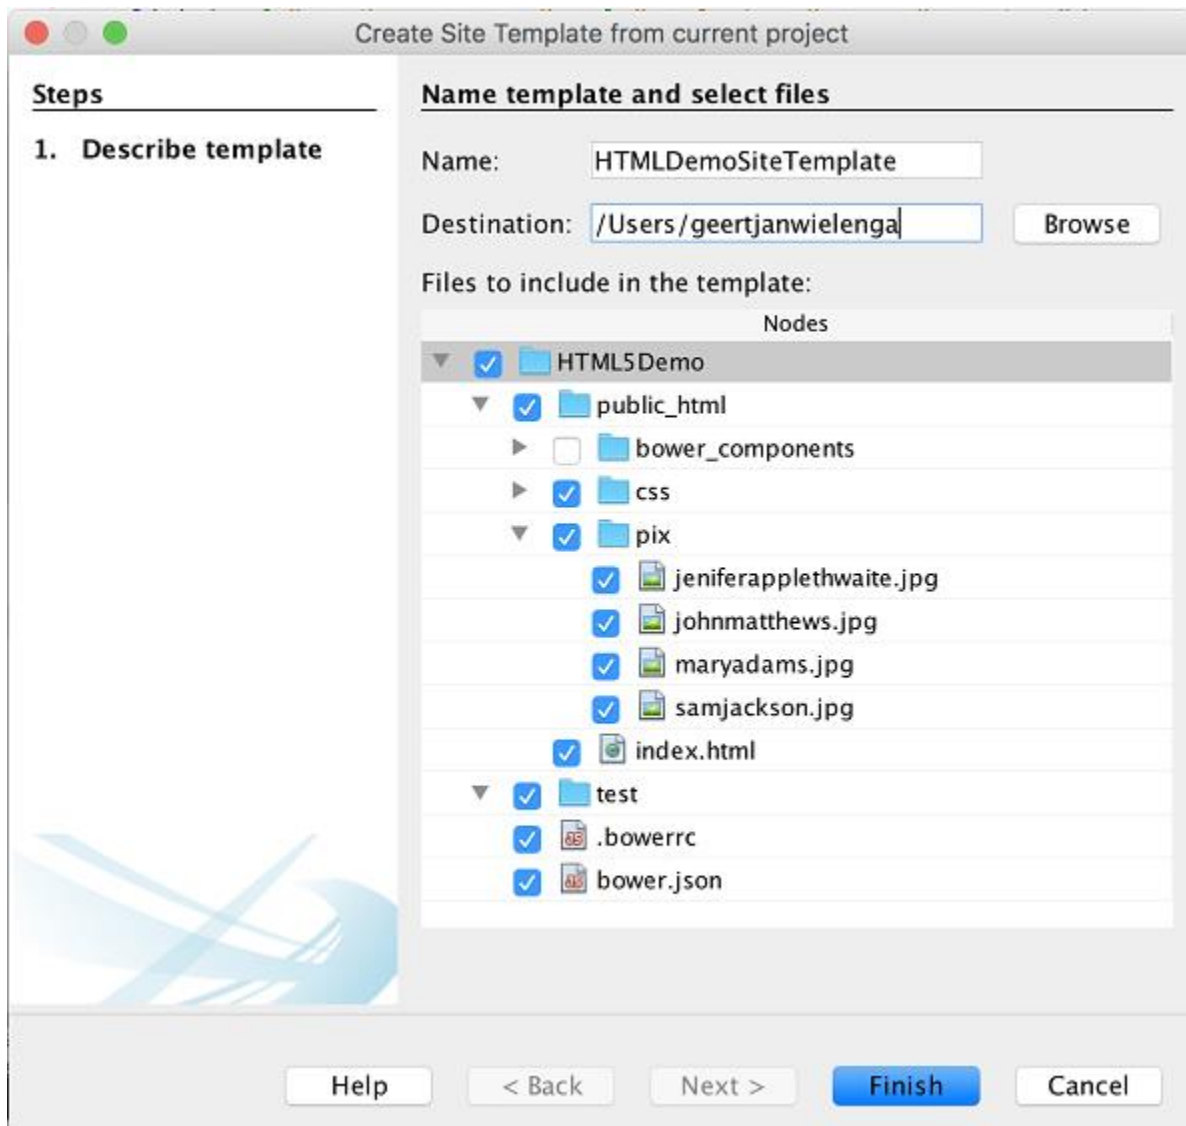 Create Site Template from current project
Steps
1. Describe template
Name template and select files
Name: HTMLDemoSiteTemplate
Destination: /Users/geertjanwielenga Browse
Files to include in the template:
Nodes
HTML5Demo
public_html
bower_components
css
pix
jeniferapplethwaite.jpg
johnmatthews.jpg
maryadams.jpg
samjackson.jpg
index.html
test
.bowerrc
bower.json
Help < Back Next > Finish Cancel